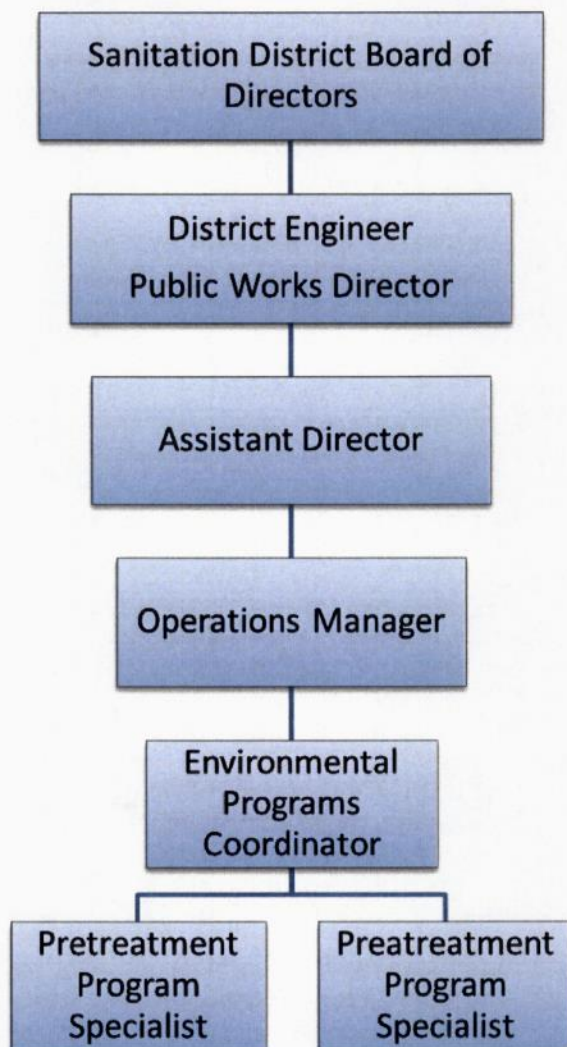 Sanitation District Board of
Directors
District Engineer
Public Works Director
Assistant Director
Operations Manager
Environmental
Programs
Coordinator
Pretreatment
Program
Specialist
Preatreatment
Program
Specialist